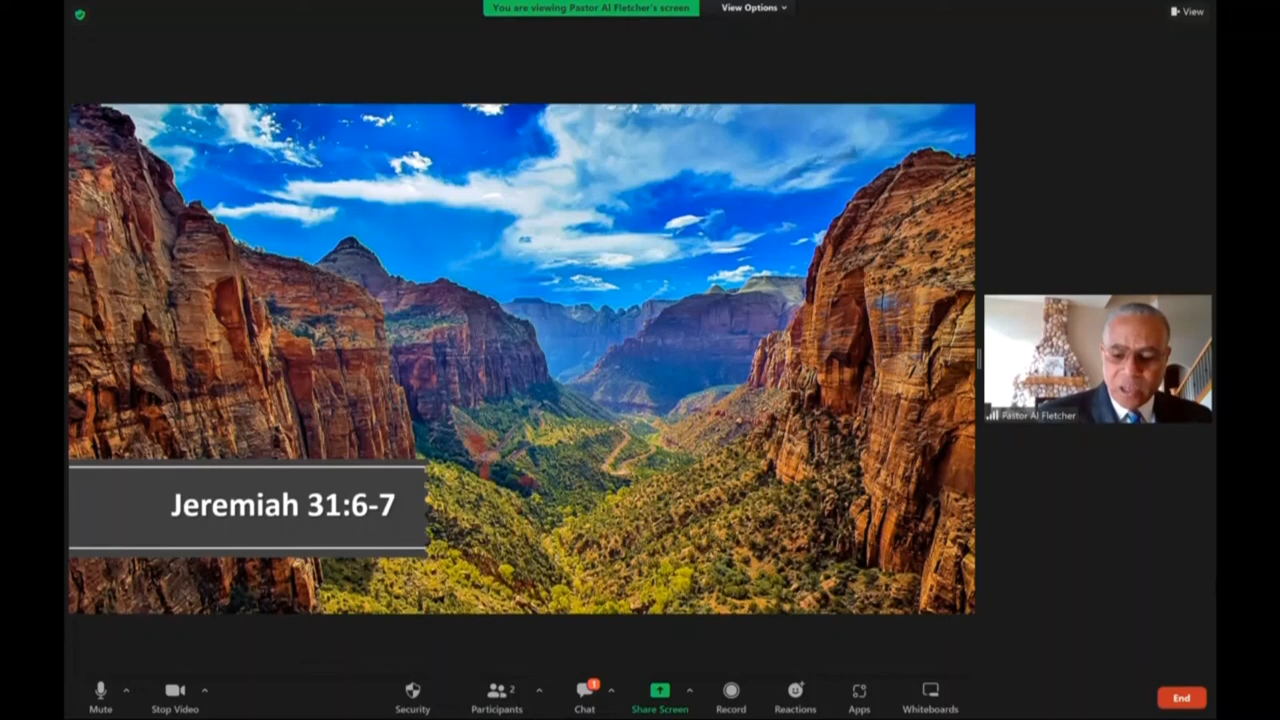 You are viewing Pastor Al Fletcher's screen
View Options
View
Jeremiah 31:6-7
Pastor Al Fletcher
Mute
Stop Video
Security
2
Participants
1
Chat
Share Screen
Record
Reactions
Apps
Whiteboards
End